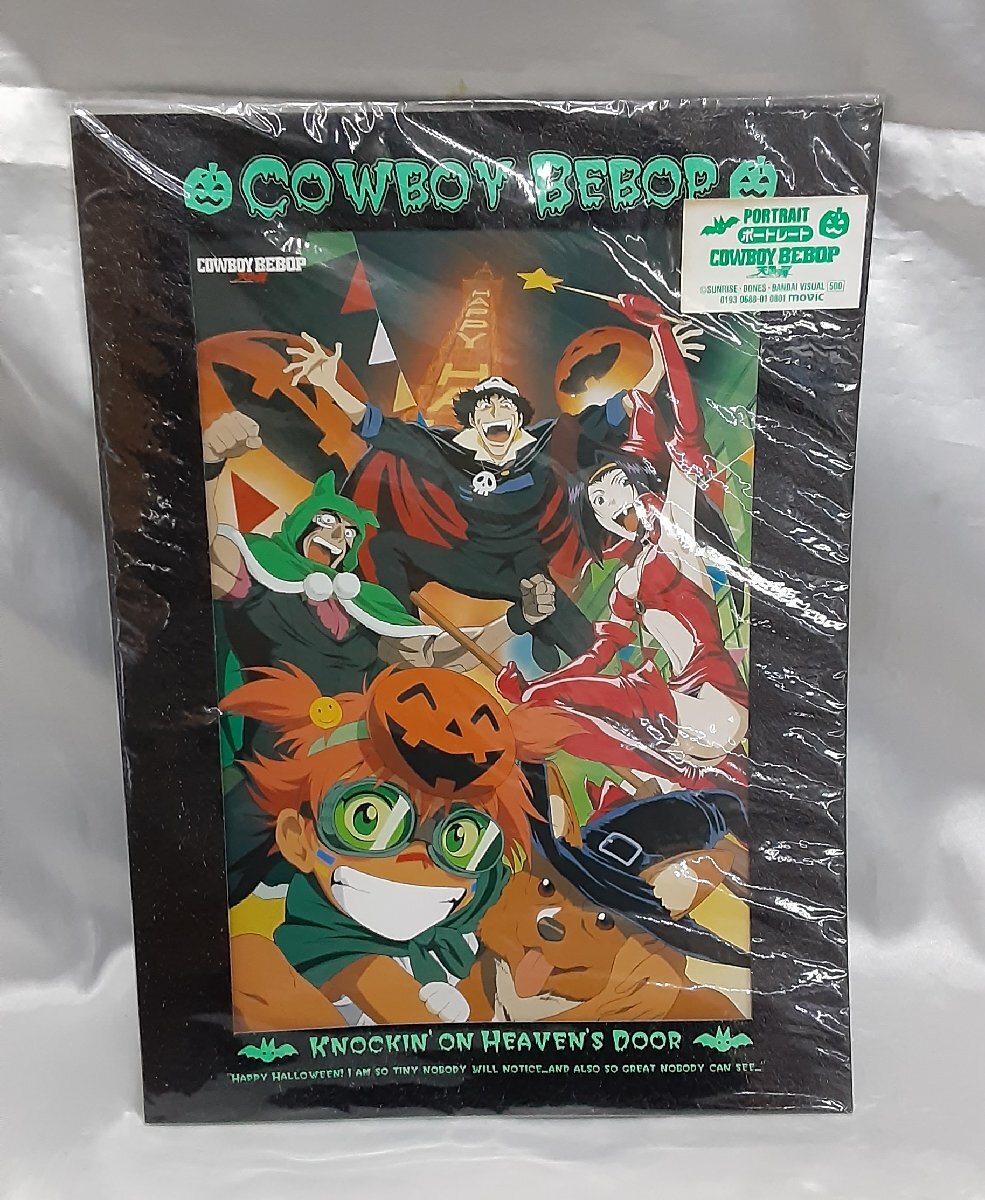 COWBOY BEBOP
PORTRAIT
ポートレート
COWBOY BEBOP
天国の扉
©SUNRISE・BONES・BANDAI VISUAL 500
0193 0688-01 0801 movic
COWBOY BEBOP
HAPPY
KNOCKIN' ON HEAVEN'S DOOR
"HAPPY HALLOWEEN! I AM SO TINY NOBODY WILL NOTICE...AND ALSO SO GREAT NOBODY CAN SEE..."